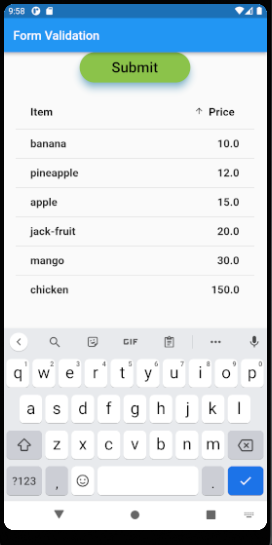 9:58
Form Validation
Submit
Item ↑ Price
banana 10.0
pineapple 12.0
apple 15.0
jack-fruit 20.0
mango 30.0
chicken 150.0
GIF
1 2 3 4 5 6 7 8 9 0
q w e r t y u i o p
a s d f g h j k l
z x c v b n m
?123 , .